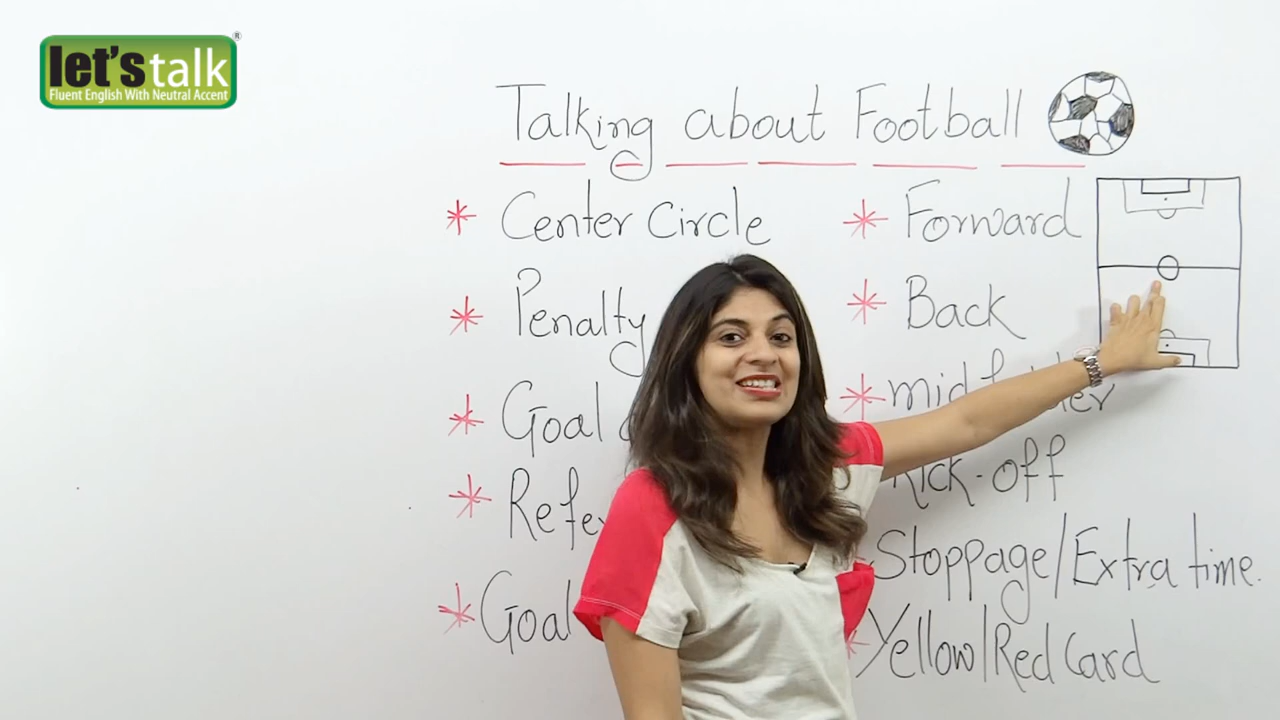 let's talk®
Fluent English With Neutral Accent
Talking about Football
* Center Circle
* Penalty
* Goal
* Goal
* Forward
* Back
* Kick-off
Stoppage/Extra time.
* Yellow/Red Card